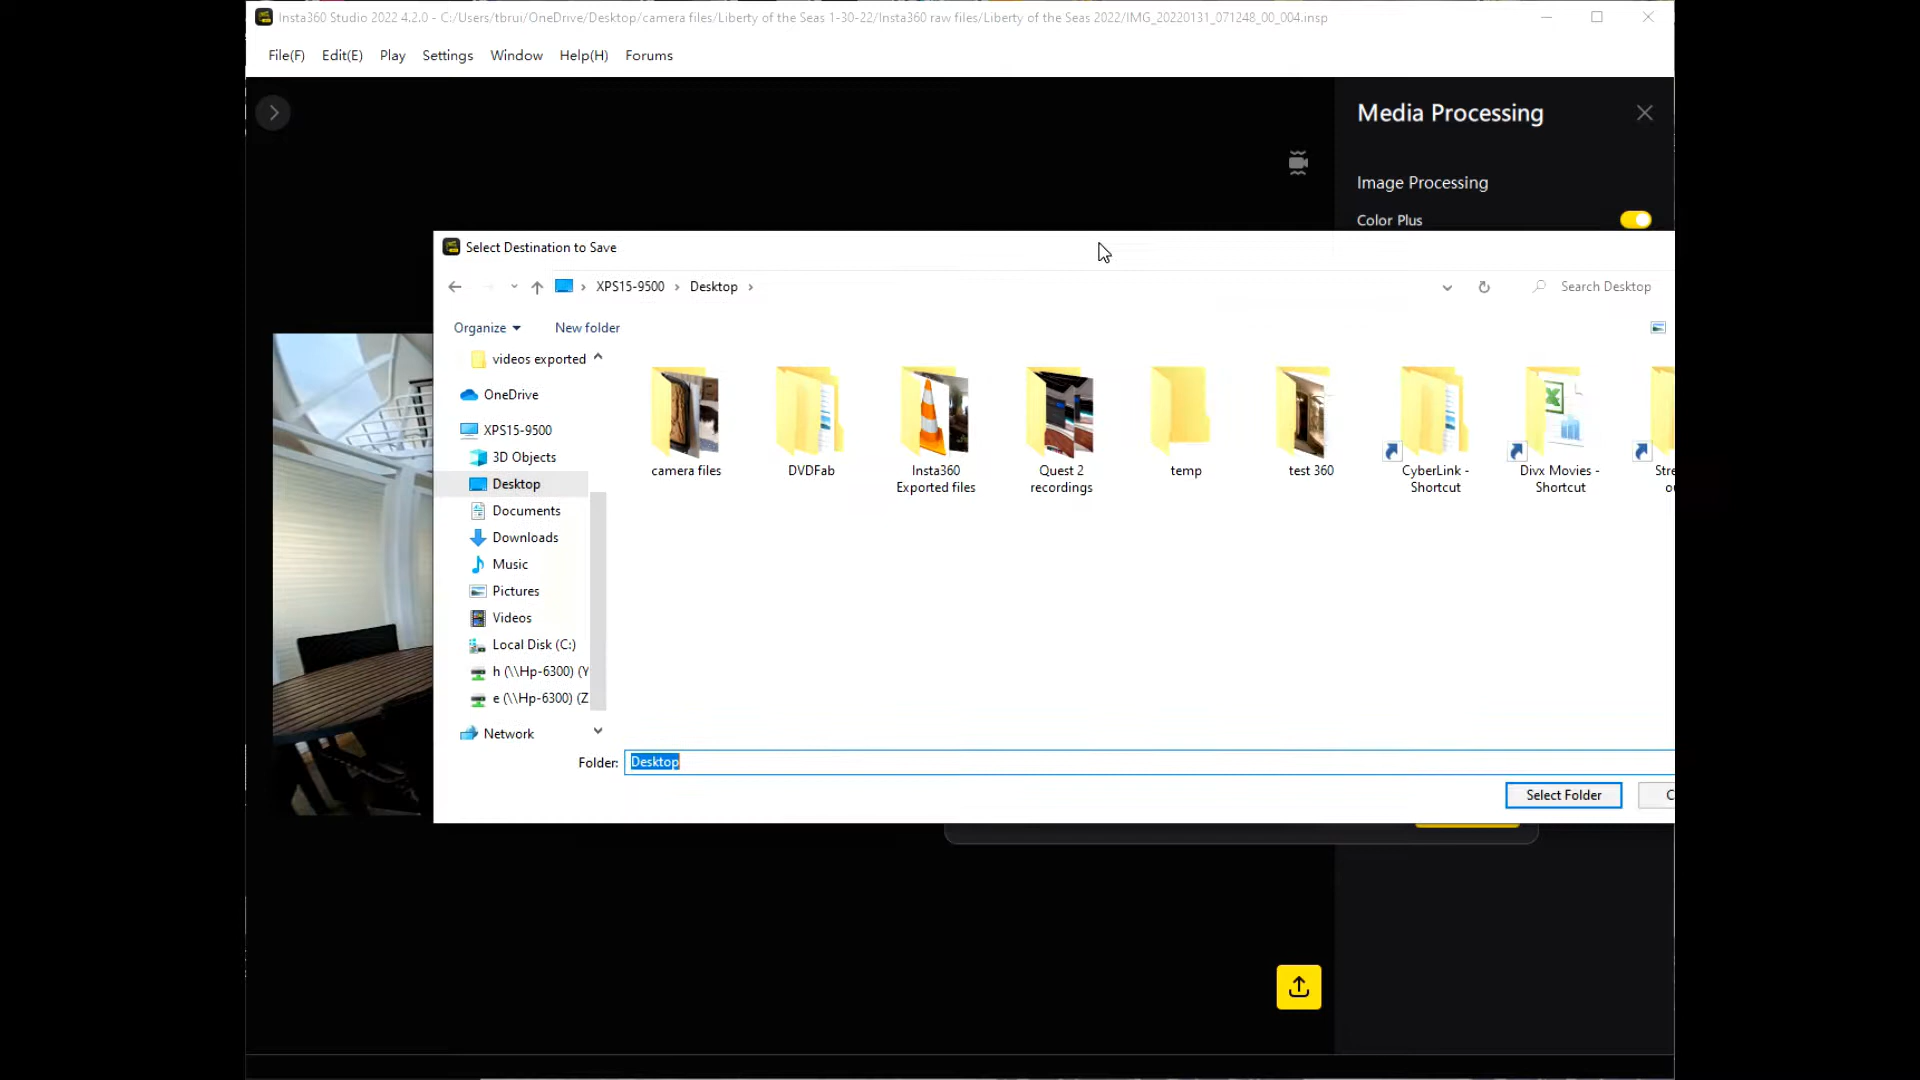 Insta360 Studio 2022 4.2.0 - C:/Users/tbrui/OneDrive/Desktop/camera files/Liberty of the Seas 1-30-22/Insta360 raw files/Liberty of the Seas 2022/IMG_20220131_071248_00_004.insp
File(F) Edit(E) Play Settings Window Help(H) Forums
Media Processing
Image Processing
Color Plus
Select Destination to Save
XPS15-9500 Desktop
Search Desktop
Organize New folder
videos exported
OneDrive
XPS15-9500
3D Objects
Desktop
Documents
Downloads
Music
Pictures
Videos
Local Disk (C:)
h (\\Hp-6300) (Y
e (\\Hp-6300) (Z
Network
camera files
DVDFab
Insta360
Exported files
Quest 2
recordings
temp
test 360
CyberLink -
Shortcut
Divx Movies -
Shortcut
Stre
o
Folder: Desktop
Select Folder
C